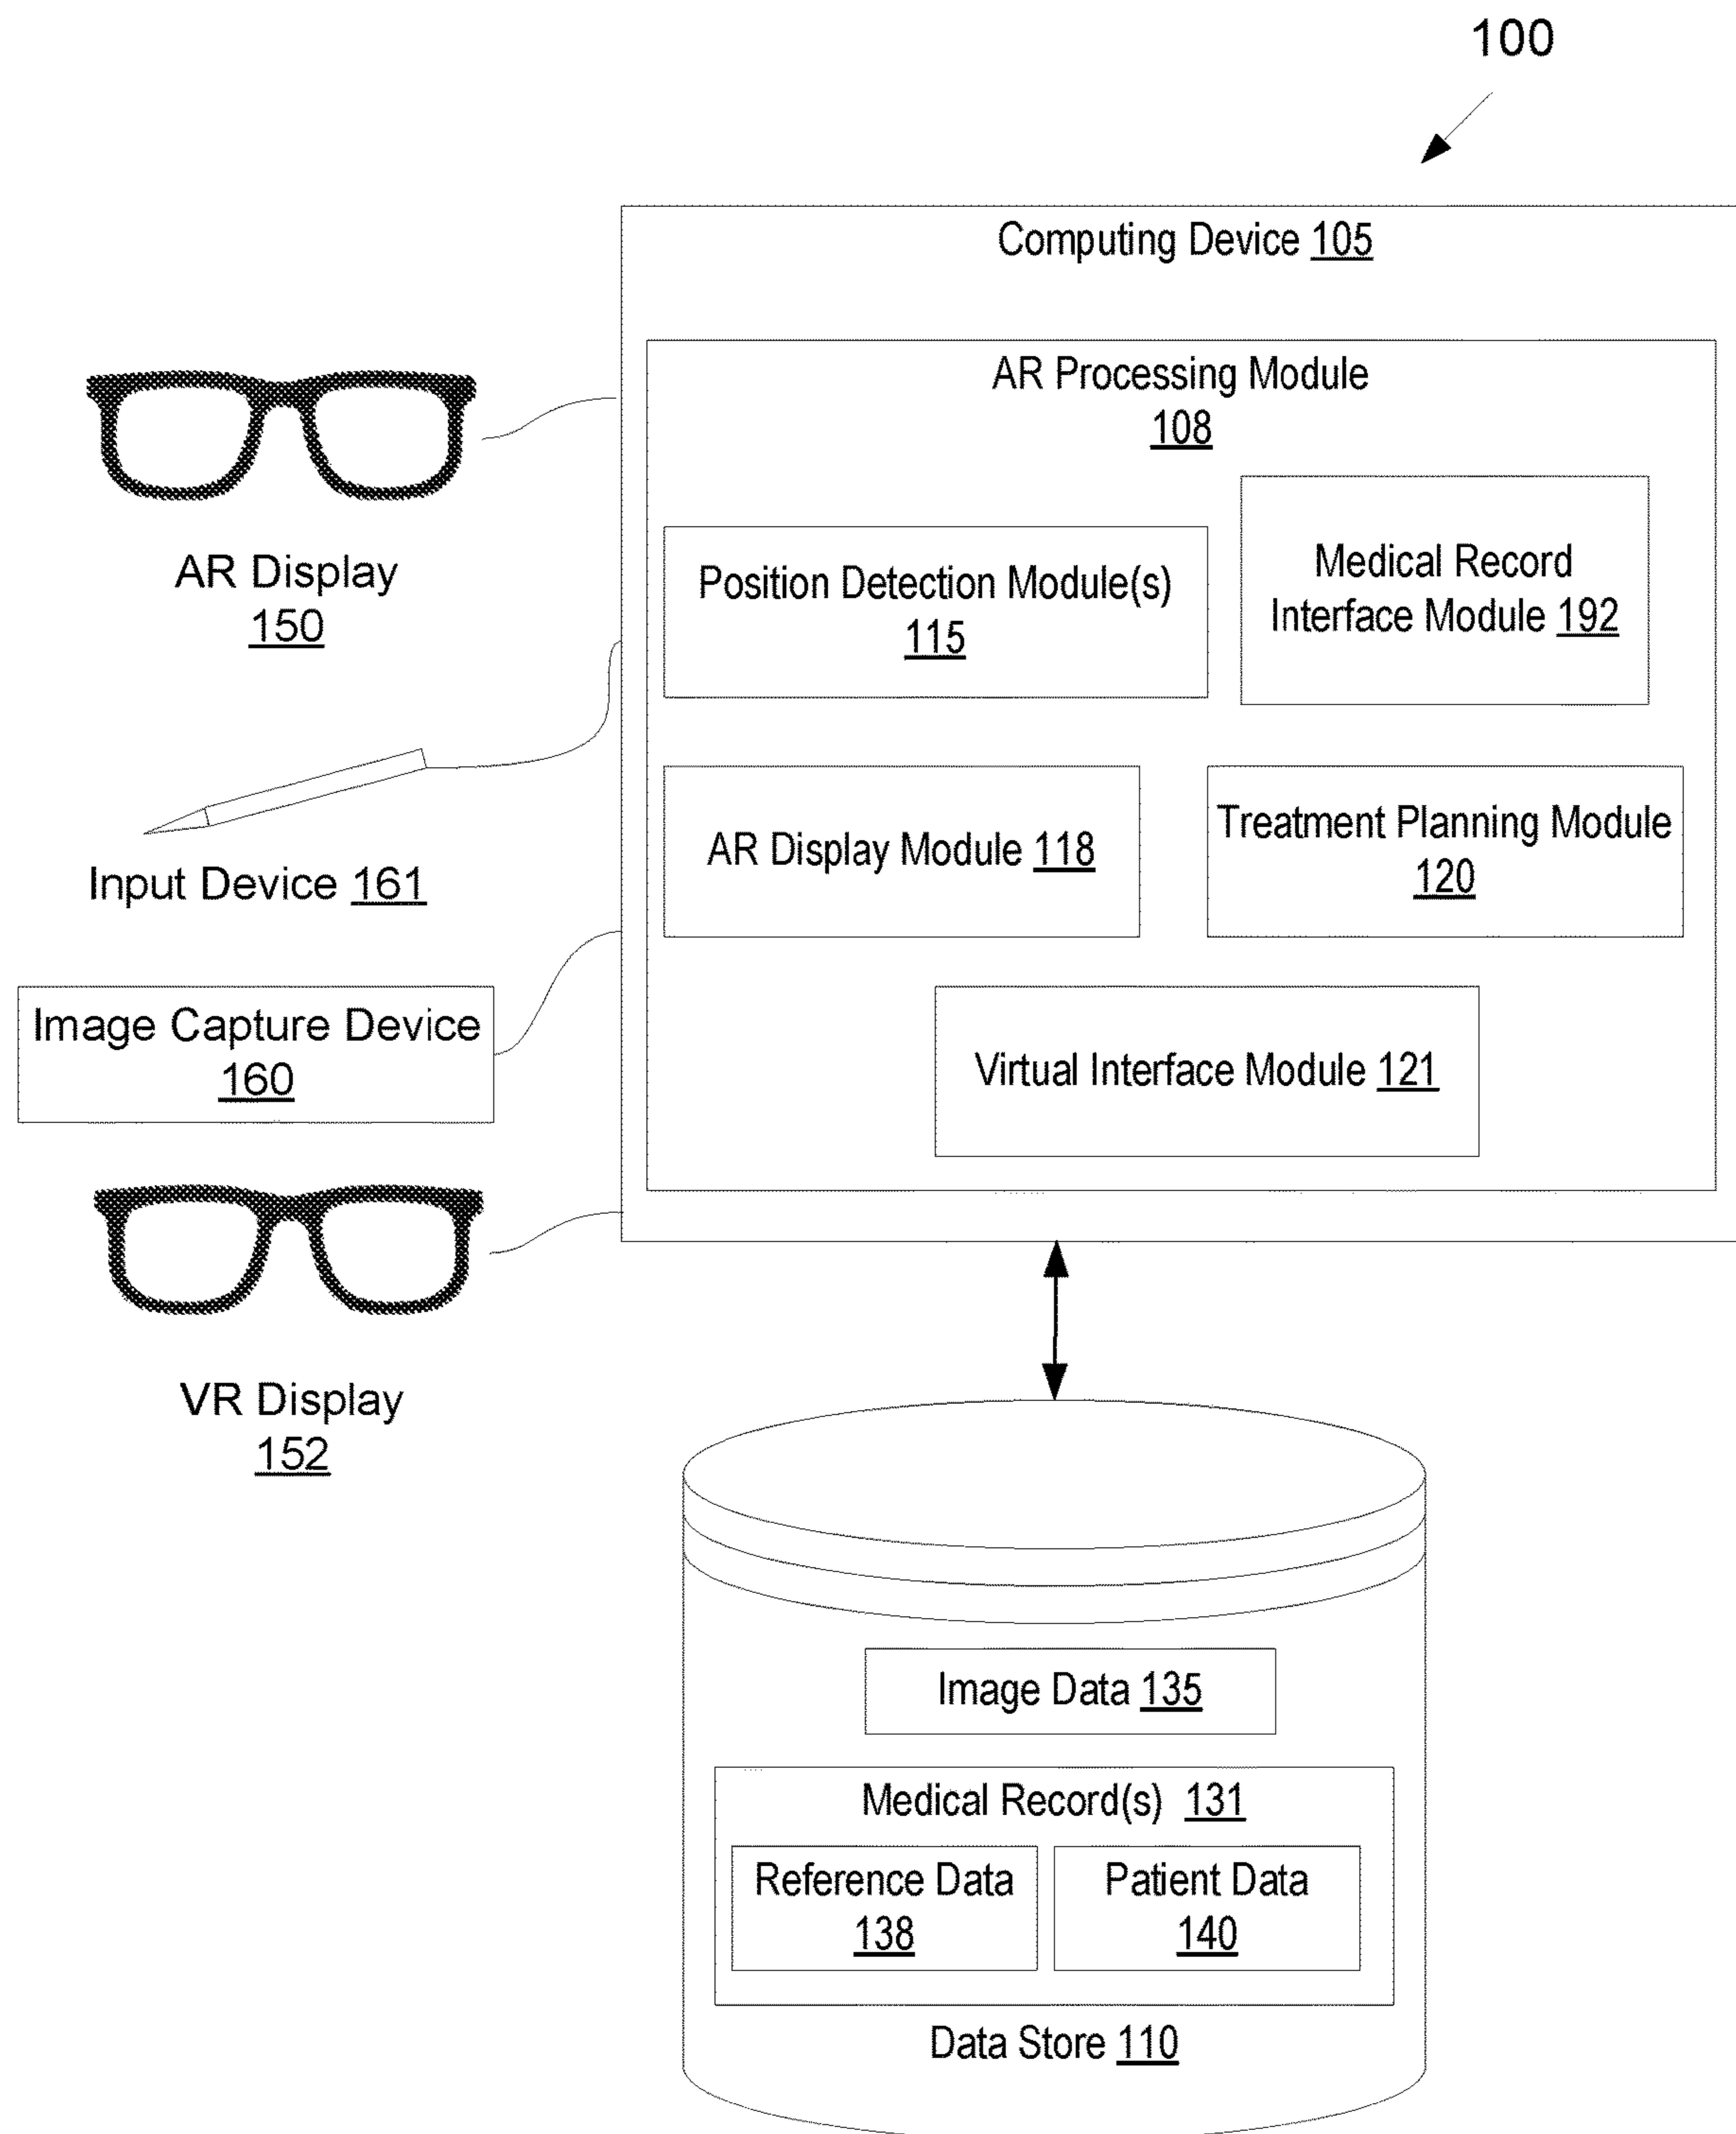 100
Computing Device 105
AR Processing Module
108
Position Detection Module(s)
115
Medical Record
Interface Module 192
AR Display Module 118
Treatment Planning Module
120
Virtual Interface Module 121
AR Display
150
Input Device 161
Image Capture Device
160
VR Display
152
Image Data 135
Medical Record(s) 131
Reference Data
138
Patient Data
140
Data Store 110